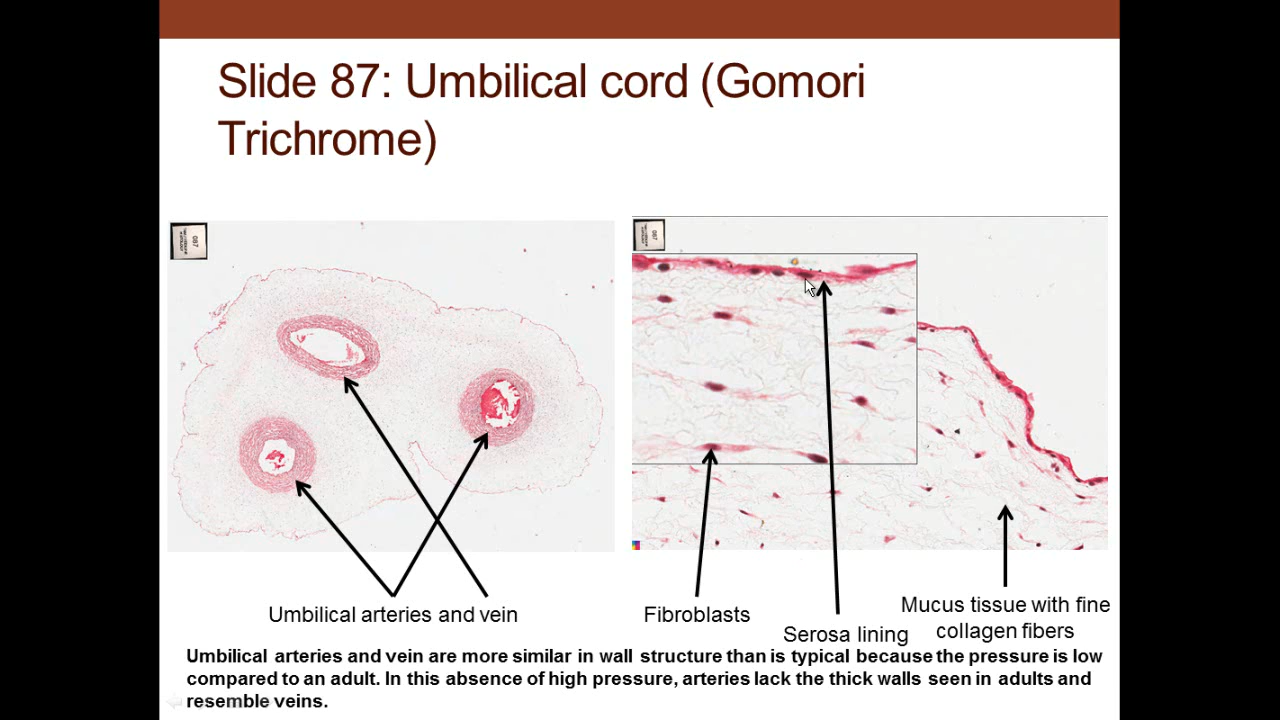 Slide 87: Umbilical cord (Gomori
Trichrome)
087
087
Umbilical arteries and vein
Fibroblasts
Serosa lining
Mucus tissue with fine
collagen fibers
Umbilical arteries and vein are more similar in wall structure than is typical because the pressure is low
compared to an adult. In this absence of high pressure, arteries lack the thick walls seen in adults and
resemble veins.